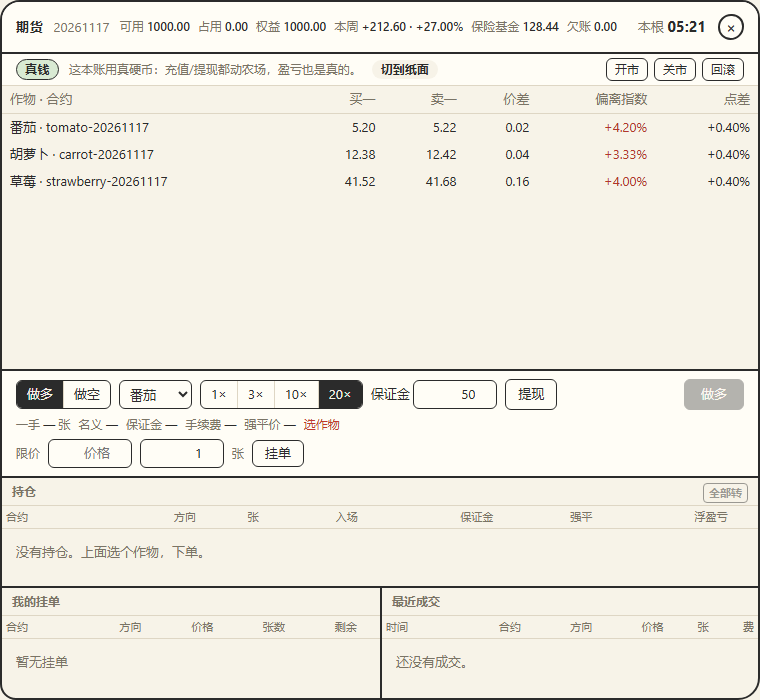 期货 20261117 可用 1000.00 占用 0.00 权益 1000.00 本周 +212.60 · +27.00% 保险基金 128.44 欠账 0.00 本根 05:21 ×
真钱 这本账用真硬币：充值/提现都动农场，盈亏也是真的。 切到纸面 开市 关市 回滚
作物 · 合约 买一 卖一 价差 偏离指数 点差
番茄 · tomato-20261117 5.20 5.22 0.02 +4.20% +0.40%
胡萝卜 · carrot-20261117 12.38 12.42 0.04 +3.33% +0.40%
草莓 · strawberry-20261117 41.52 41.68 0.16 +4.00% +0.40%
做多 做空 番茄 1× 3× 10× 20× 保证金 50 提现 做多
一手 — 张 名义 — 保证金 — 手续费 — 强平价 — 选作物
限价 价格 1 张 挂单
持仓 全部转
合约 方向 张 入场 保证金 强平 浮盈亏
没有持仓。上面选个作物，下单。
我的挂单
合约 方向 价格 张数 剩余
暂无挂单
最近成交
时间 合约 方向 价格 张 费
还没有成交。